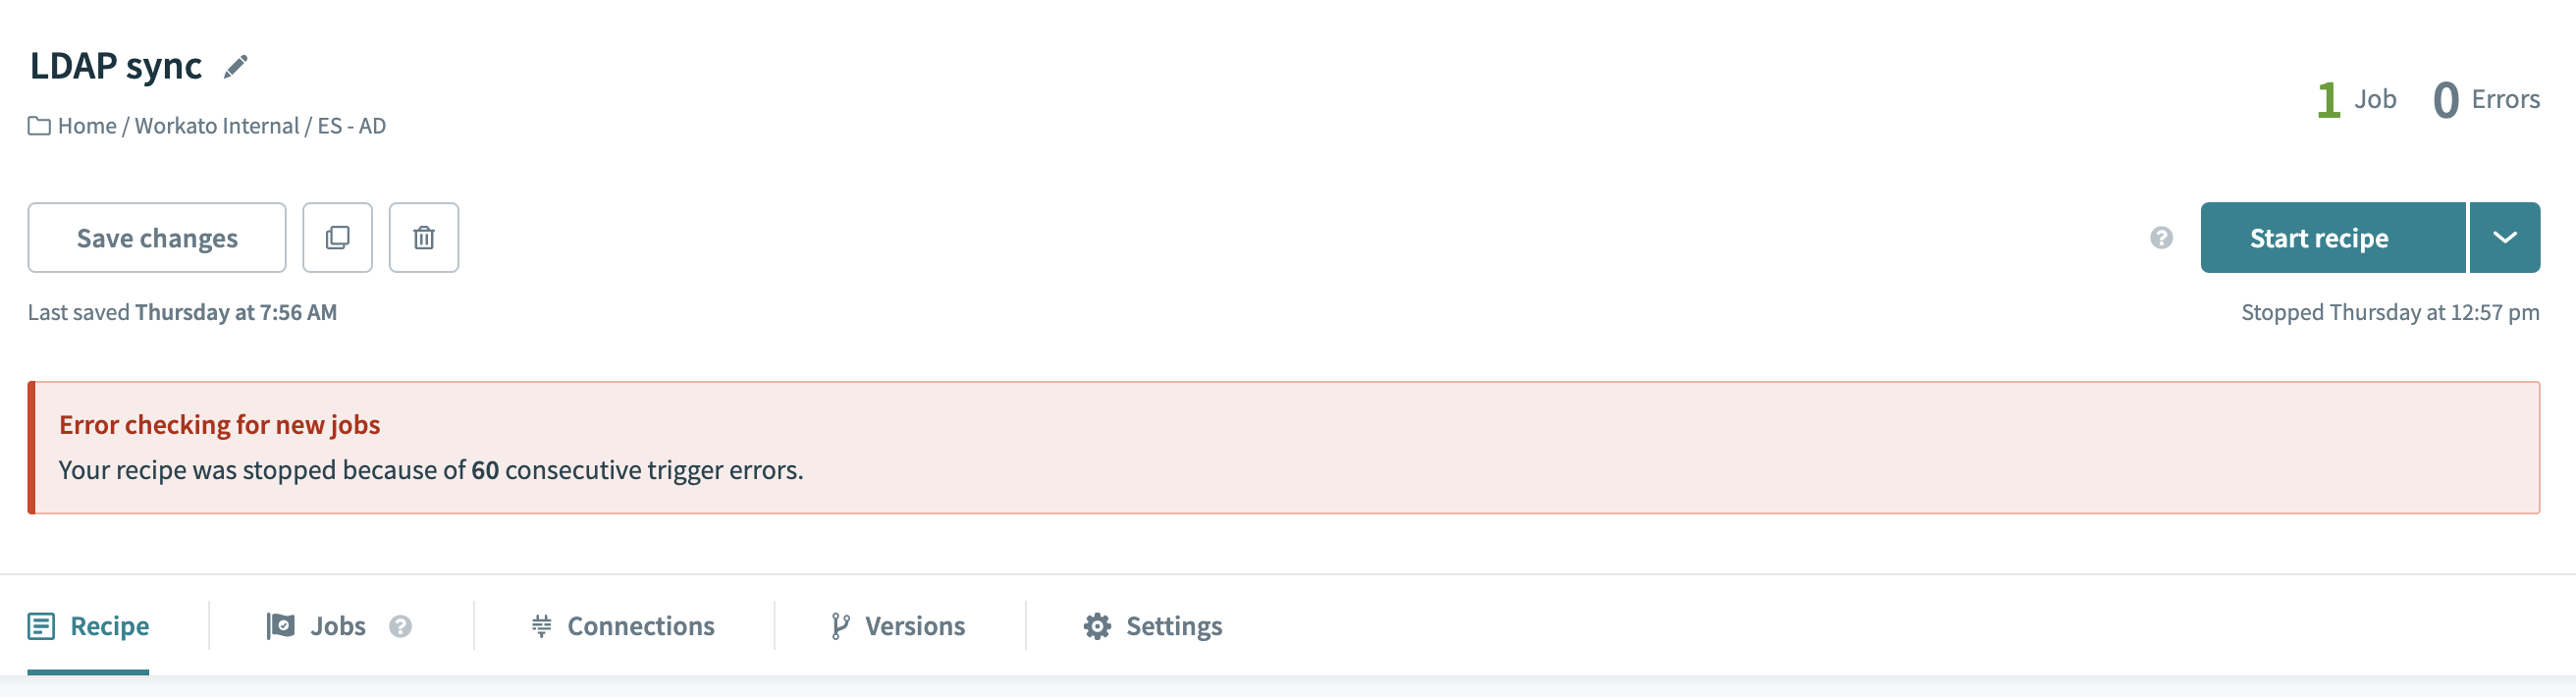 LDAP sync
Home / Workato Internal / ES - AD
1 Job 0 Errors
Save changes
? Start recipe
Last saved Thursday at 7:56 AM
Stopped Thursday at 12:57 pm
Error checking for new jobs
Your recipe was stopped because of 60 consecutive trigger errors.
Recipe
Jobs ?
Connections
Versions
Settings